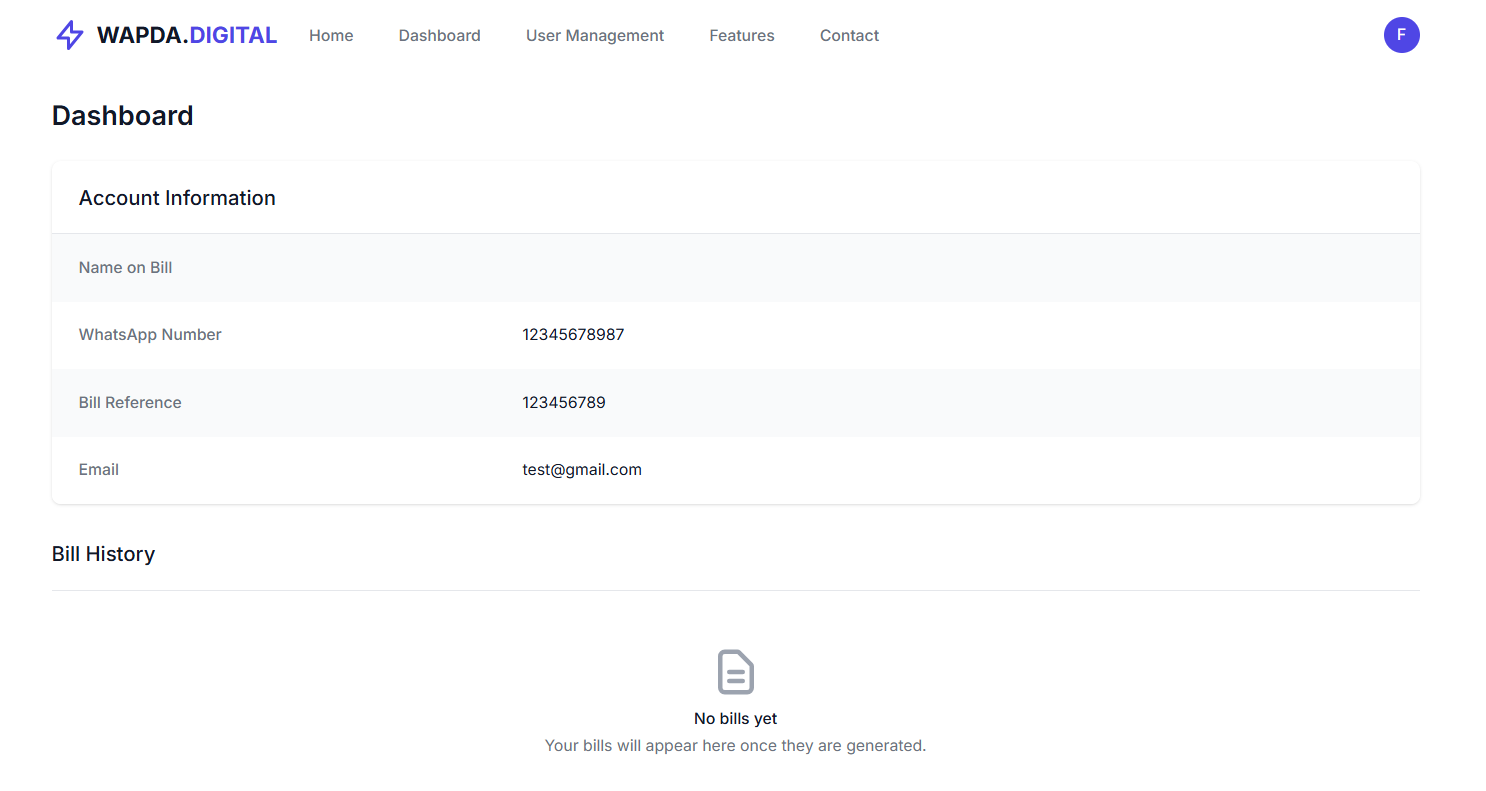 WAPDA.DIGITAL Home Dashboard User Management Features Contact F
Dashboard
Account Information
Name on Bill
WhatsApp Number 12345678987
Bill Reference 123456789
Email test@gmail.com
Bill History
No bills yet
Your bills will appear here once they are generated.